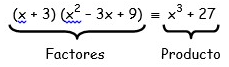 (x + 3) (x² - 3x + 9) ≡ x³ + 27
Factores Producto